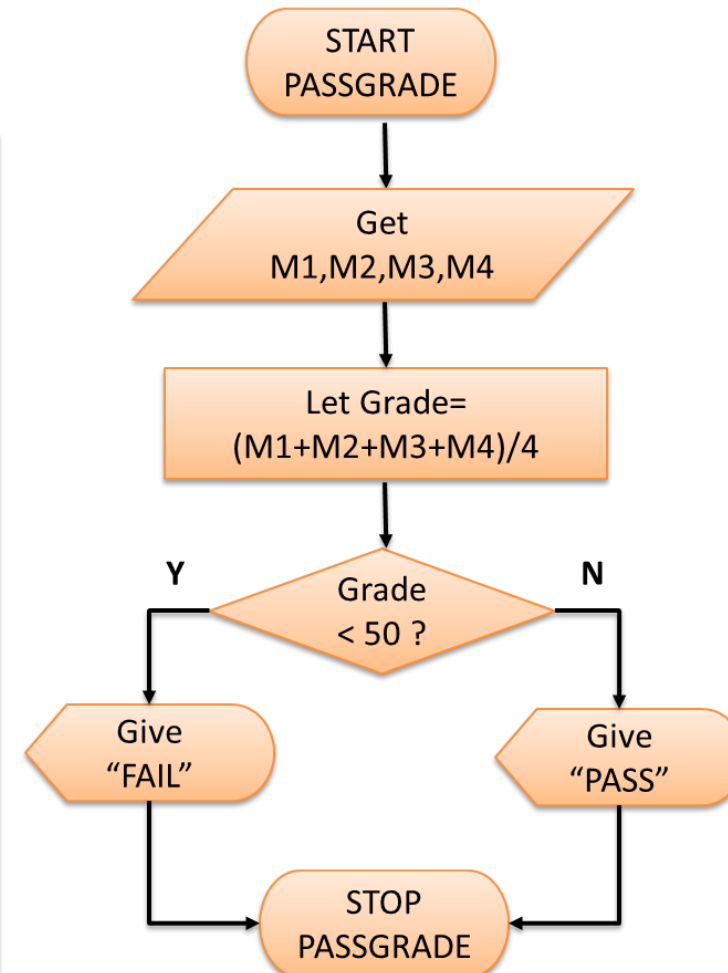 START
PASSGRADE
Get
M1,M2,M3,M4
Let Grade=
(M1+M2+M3+M4)/4
Y
N
Grade
< 50 ?
Give
“FAIL”
Give
“PASS”
STOP
PASSGRADE